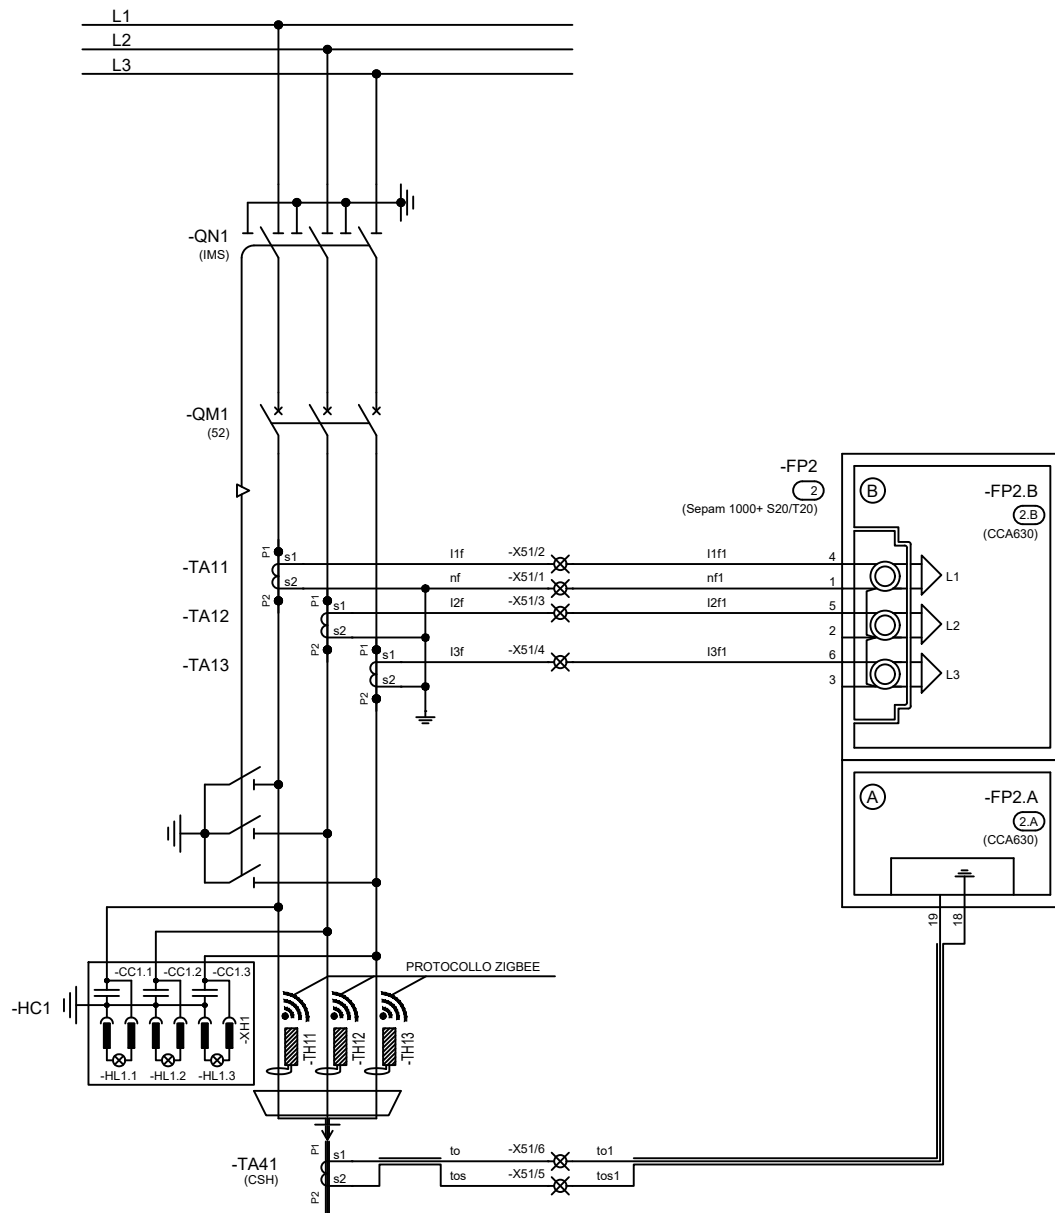 L1
L2
L3
-QN1
(IMS)
-QM1
(52)
-FP2
2
(Sepam 1000+ S20/T20)
B
-FP2.B
2.B
(CCA630)
-TA11
P1
s1
s2
P2
I1f
-X51/2
I1f1
4
nf
-X51/1
nf1
1
L1
-TA12
P1
s1
s2
P2
I2f
-X51/3
I2f1
5
2
L2
-TA13
P1
s1
s2
P2
I3f
-X51/4
I3f1
6
3
L3
A
-FP2.A
2.A
(CCA630)
19
18
PROTOCOLLO ZIGBEE
-HC1
-CC1.1
-CC1.2
-CC1.3
-XH1
-HL1.1
-HL1.2
-HL1.3
-TH11
-TH12
-TH13
-TA41
(CSH)
P1
s1
s2
P2
to
-X51/6
to1
tos
-X51/5
tos1